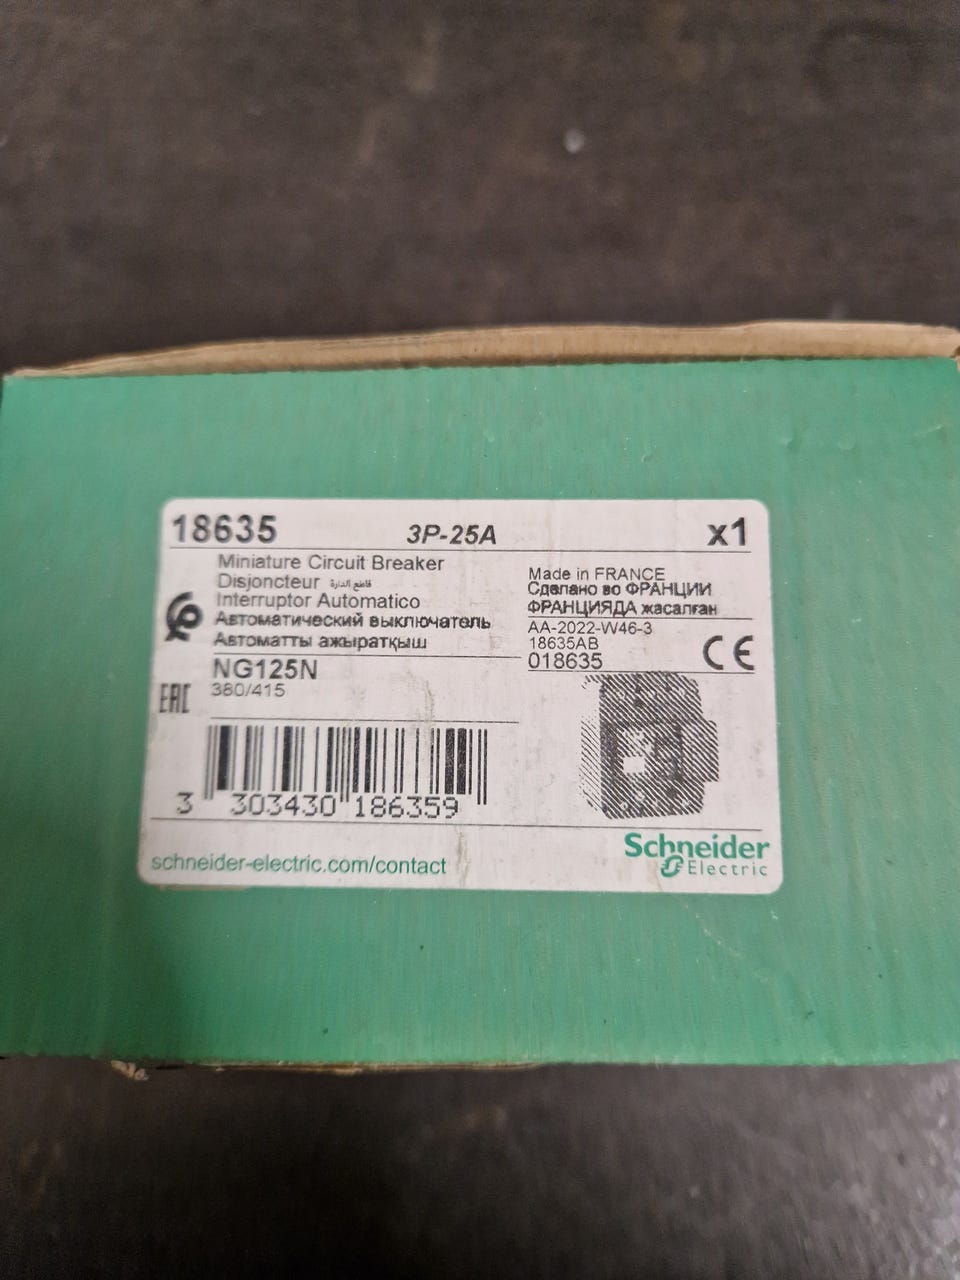 18635 3P-25A x1
Miniature Circuit Breaker
Disjoncteur قاطع الدارة
Interruptor Automatico
Автоматический выключатель
Автоматты ажыратқыш
NG125N
380/415
EAC
Made in FRANCE
Сделано во ФРАНЦИИ
ФРАНЦИЯДА жасалған
AA-2022-W46-3
18635AB
018635
CE
3 303430 186359
schneider-electric.com/contact
Schneider
Electric